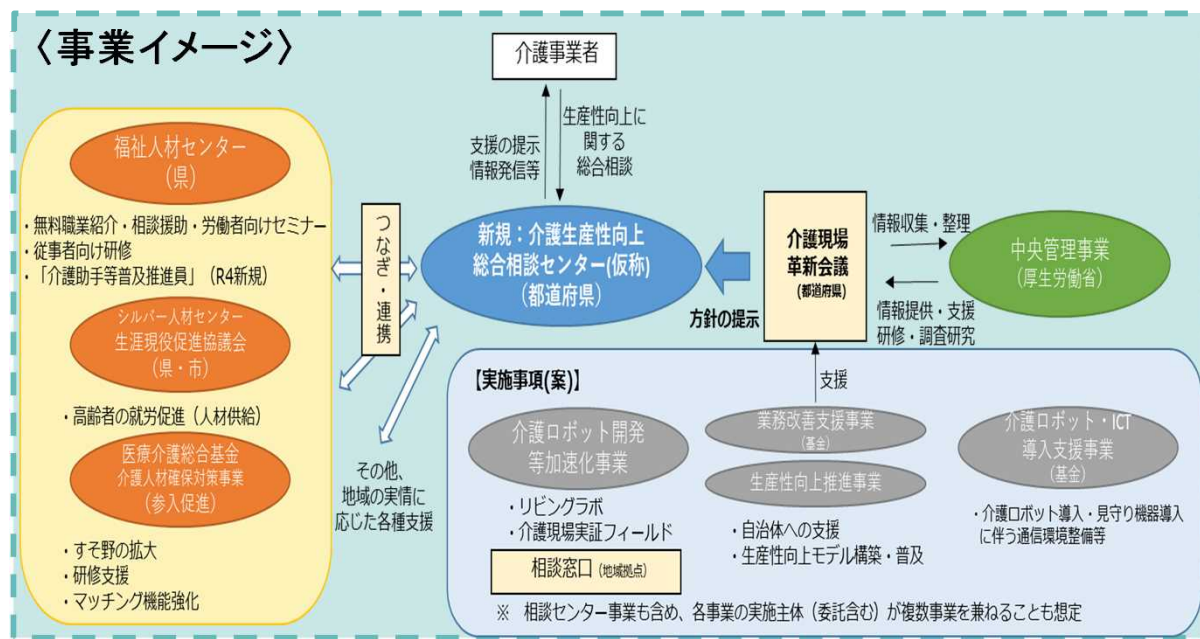 〈事業イメージ〉
介護事業者
支援の提示
情報発信等
生産性向上に
関する
総合相談
福祉人材センター
(県)
・無料職業紹介・相談援助・労働者向けセミナー
・従事者向け研修
・「介護助手等普及推進員」（R4新規）
シルバー人材センター
生涯現役促進協議会
(県・市)
・高齢者の就労促進（人材供給）
医療介護総合基金
介護人材確保対策事業
(参入促進)
・すそ野の拡大
・研修支援
・マッチング機能強化
つなぎ・連携
その他、
地域の実情に
応じた各種支援
新規：介護生産性向上
総合相談センター(仮称)
(都道府県)
方針の提示
介護現場
革新会議
(都道府県)
情報収集・整理
情報提供・支援
研修・調査研究
中央管理事業
(厚生労働省)
支援
【実施事項(案)】
介護ロボット開発
等加速化事業
・リビングラボ
・介護現場実証フィールド
相談窓口（地域拠点）
業務改善支援事業
(基金)
生産性向上推進事業
・自治体への支援
・生産性向上モデル構築・普及
介護ロボット・ICT
導入支援事業
(基金)
・介護ロボット導入・見守り機器導入
に伴う通信環境整備等
※　相談センター事業も含め、各事業の実施主体（委託含む）が複数事業を兼ねることも想定